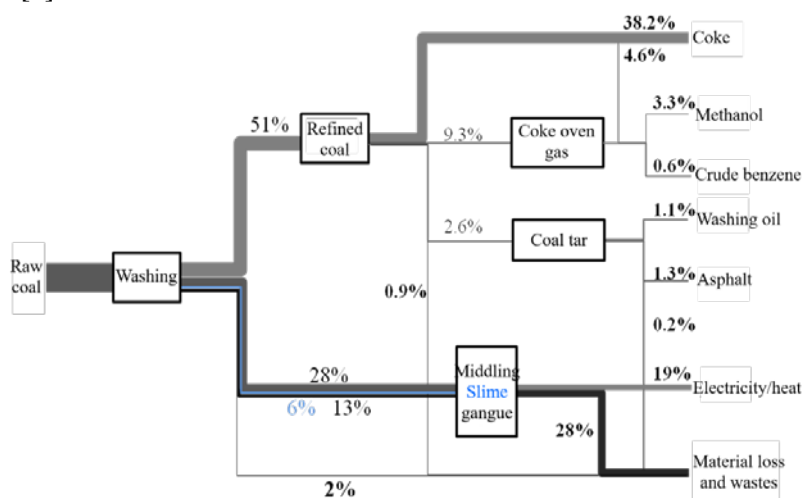 38.2%
Coke
4.6%
3.3%
Methanol
51%
Refined
coal
9.3%
Coke oven
gas
0.6%
Crude benzene
1.1%
Washing oil
2.6%
Coal tar
Raw
coal
Washing
0.9%
1.3%
Asphalt
0.2%
28%
Middling
Slime
gangue
19%
Electricity/heat
6% 13%
28%
Material loss
and wastes
2%